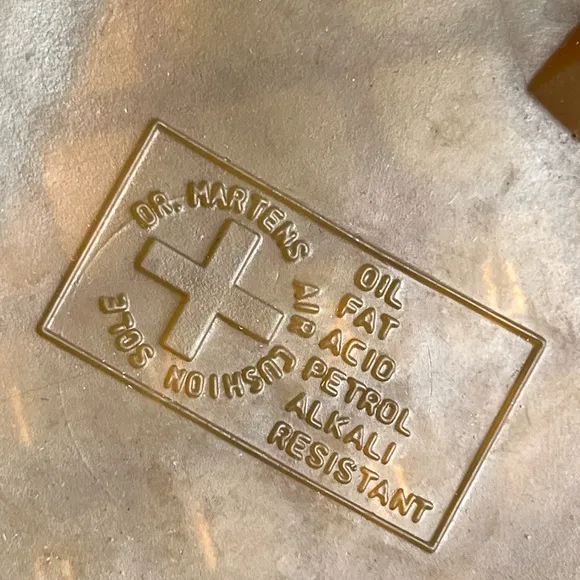 DR. MARTENS
AIR CUSHION SOLE
OIL
FAT
ACID
PETROL
ALKALI
RESISTANT